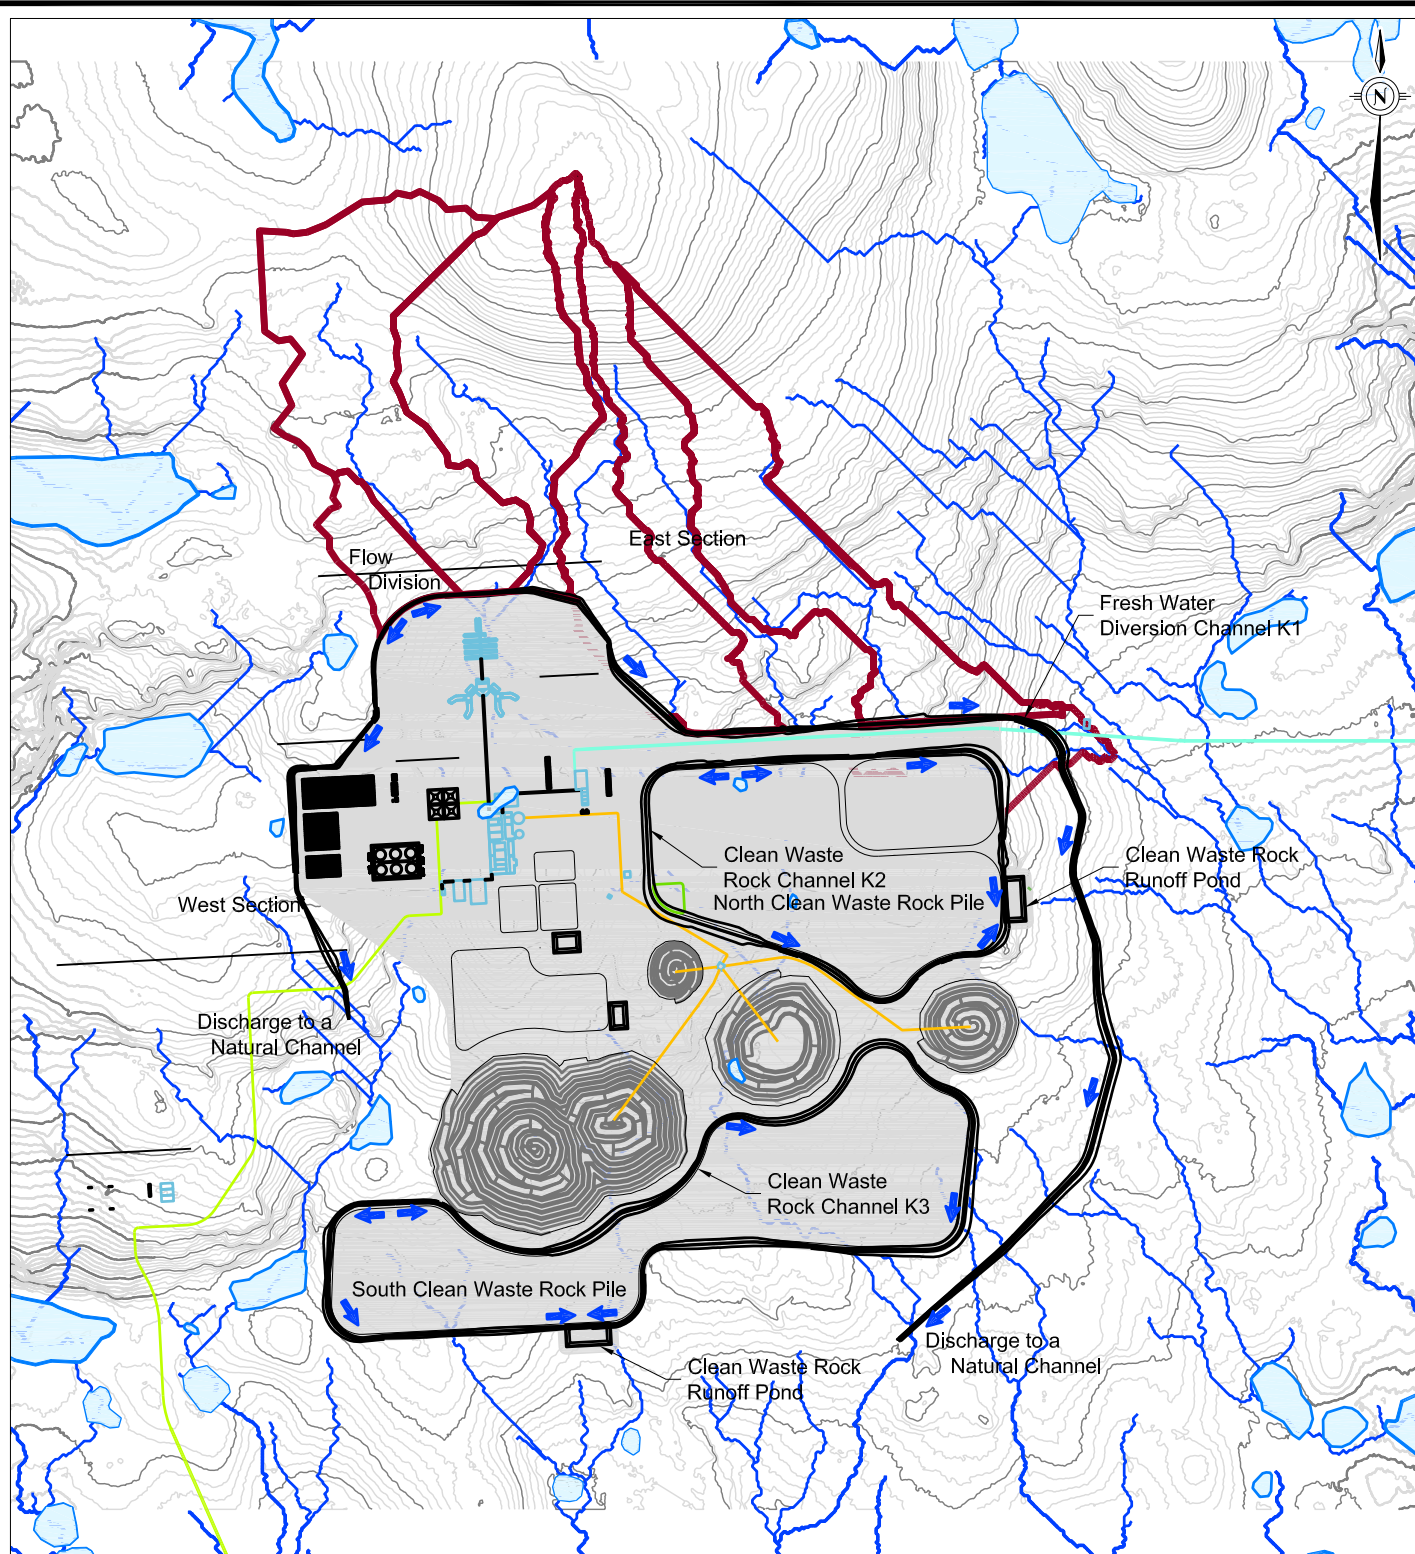 N
East Section
Flow
Division
Fresh Water
Diversion Channel K1
Clean Waste
Rock Channel K2
North Clean Waste Rock Pile
Clean Waste Rock
Runoff Pond
West Section
Discharge to a
Natural Channel
Clean Waste
Rock Channel K3
South Clean Waste Rock Pile
Discharge to a
Natural Channel
Clean Waste Rock
Runoff Pond